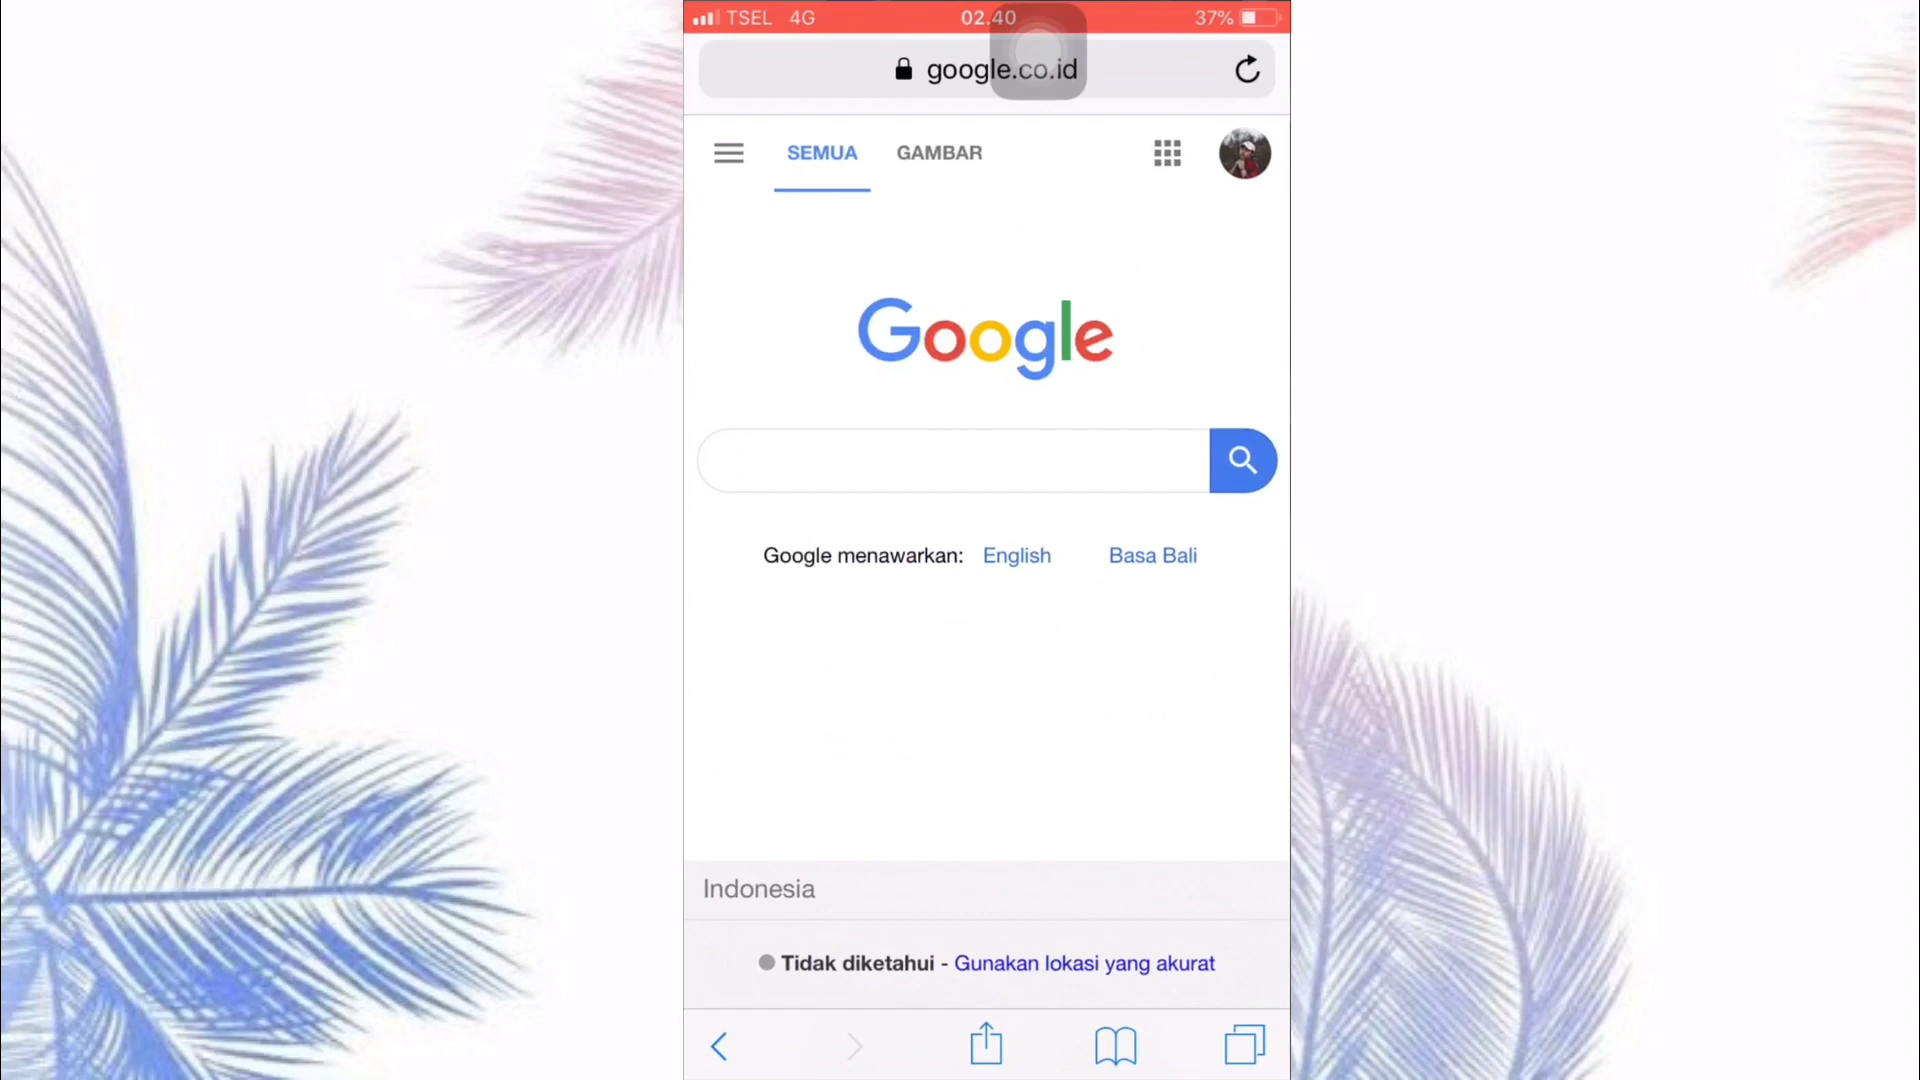 TSEL 4G 02.40 37%
google.co.id
SEMUA GAMBAR
Google
Google menawarkan: English Basa Bali
Indonesia
Tidak diketahui - Gunakan lokasi yang akurat